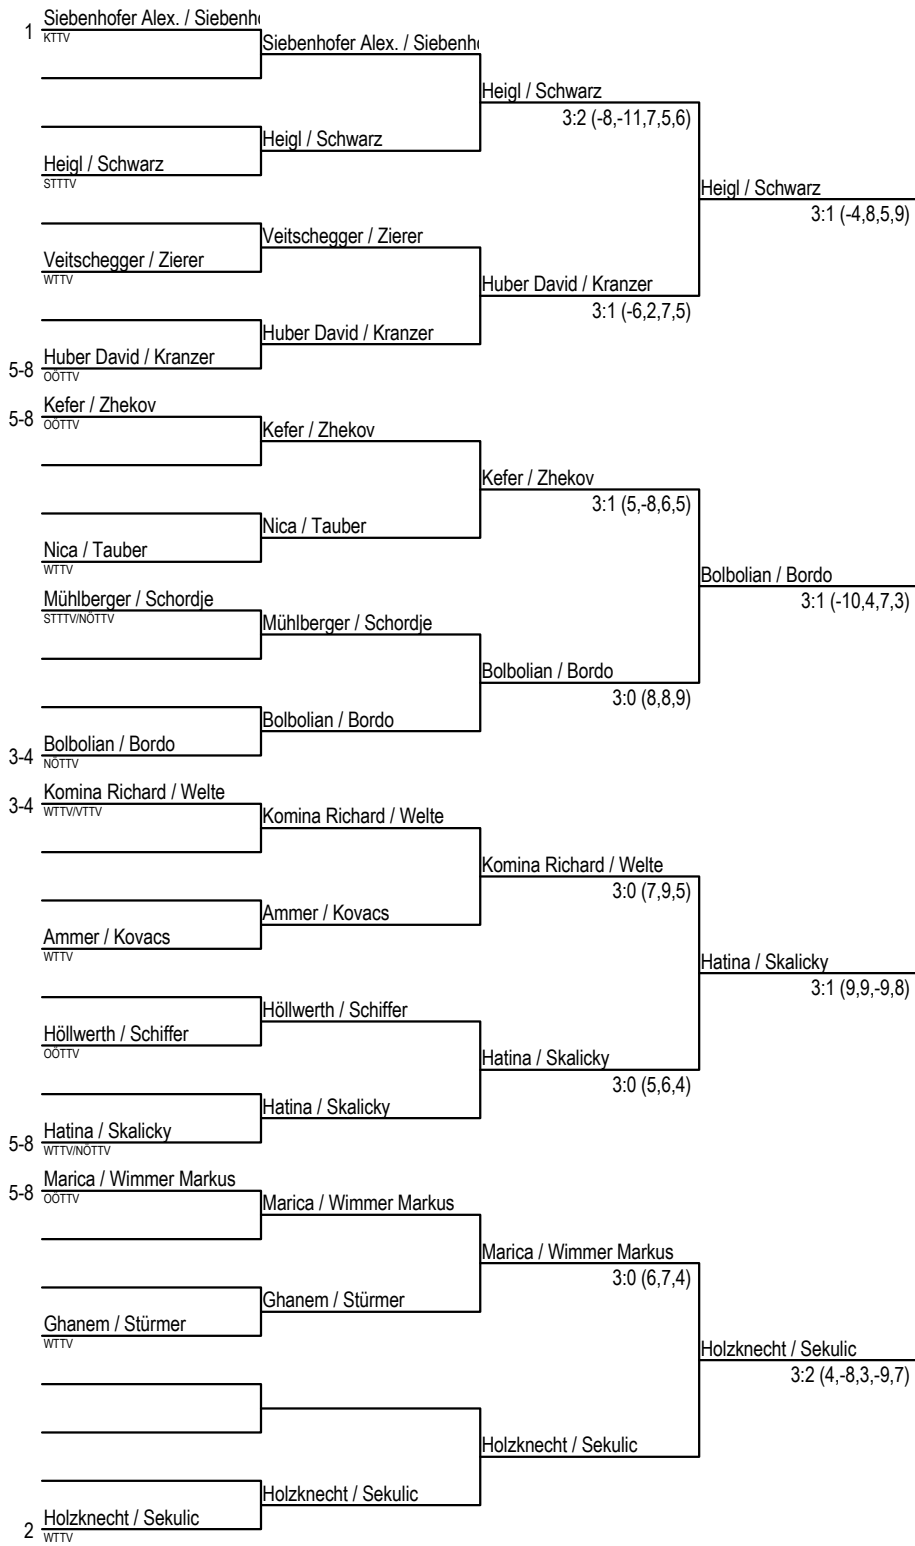 Siebenhofer Alex. / Siebenh
1
KTTV
Siebenhofer Alex. / Siebenh
Heigl / Schwarz
3:2 (-8,-11,7,5,6)
Heigl / Schwarz
Heigl / Schwarz
STTTV
Heigl / Schwarz
3:1 (-4,8,5,9)
Veitschegger / Zierer
Veitschegger / Zierer
WTTV
Huber David / Kranzer
3:1 (-6,2,7,5)
Huber David / Kranzer
Huber David / Kranzer
5-8
OÖTTV
Kefer / Zhekov
5-8
OÖTTV
Kefer / Zhekov
Kefer / Zhekov
3:1 (5,-8,6,5)
Nica / Tauber
Nica / Tauber
WTTV
Bolbolian / Bordo
3:1 (-10,4,7,3)
Mühlberger / Schordje
STTTV/NÖTTV
Mühlberger / Schordje
Bolbolian / Bordo
3:0 (8,8,9)
Bolbolian / Bordo
Bolbolian / Bordo
3-4
NÖTTV
Komina Richard / Welte
3-4
WTTV/VTTV
Komina Richard / Welte
Komina Richard / Welte
3:0 (7,9,5)
Ammer / Kovacs
Ammer / Kovacs
WTTV
Hatina / Skalicky
3:1 (9,9,-9,8)
Höllwerth / Schiffer
Höllwerth / Schiffer
OÖTTV
Hatina / Skalicky
3:0 (5,6,4)
Hatina / Skalicky
Hatina / Skalicky
5-8
WTTV/NÖTTV
Marica / Wimmer Markus
5-8
OÖTTV
Marica / Wimmer Markus
Marica / Wimmer Markus
3:0 (6,7,4)
Ghanem / Stürmer
Ghanem / Stürmer
WTTV
Holzknecht / Sekulic
3:2 (4,-8,3,-9,7)
Holzknecht / Sekulic
Holzknecht / Sekulic
Holzknecht / Sekulic
2
WTTV